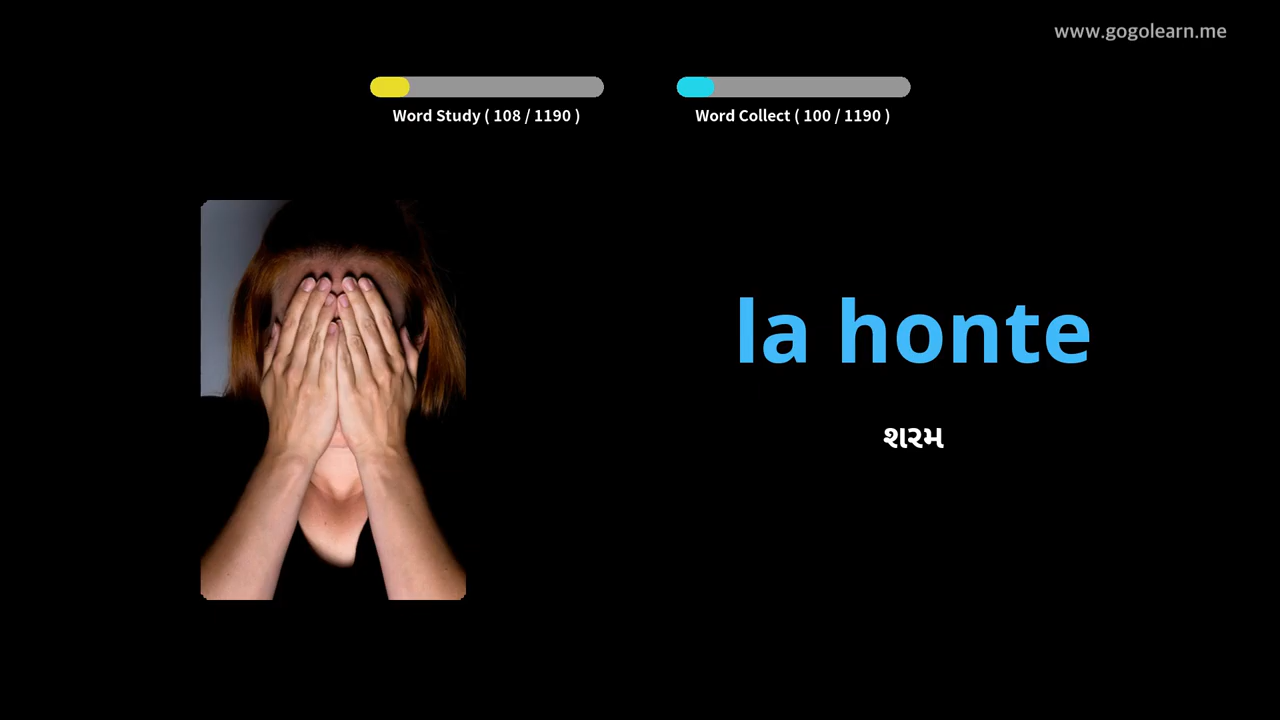 www.gogolearn.me
Word Study ( 108 / 1190 )
Word Collect ( 100 / 1190 )
la honte
શરમ